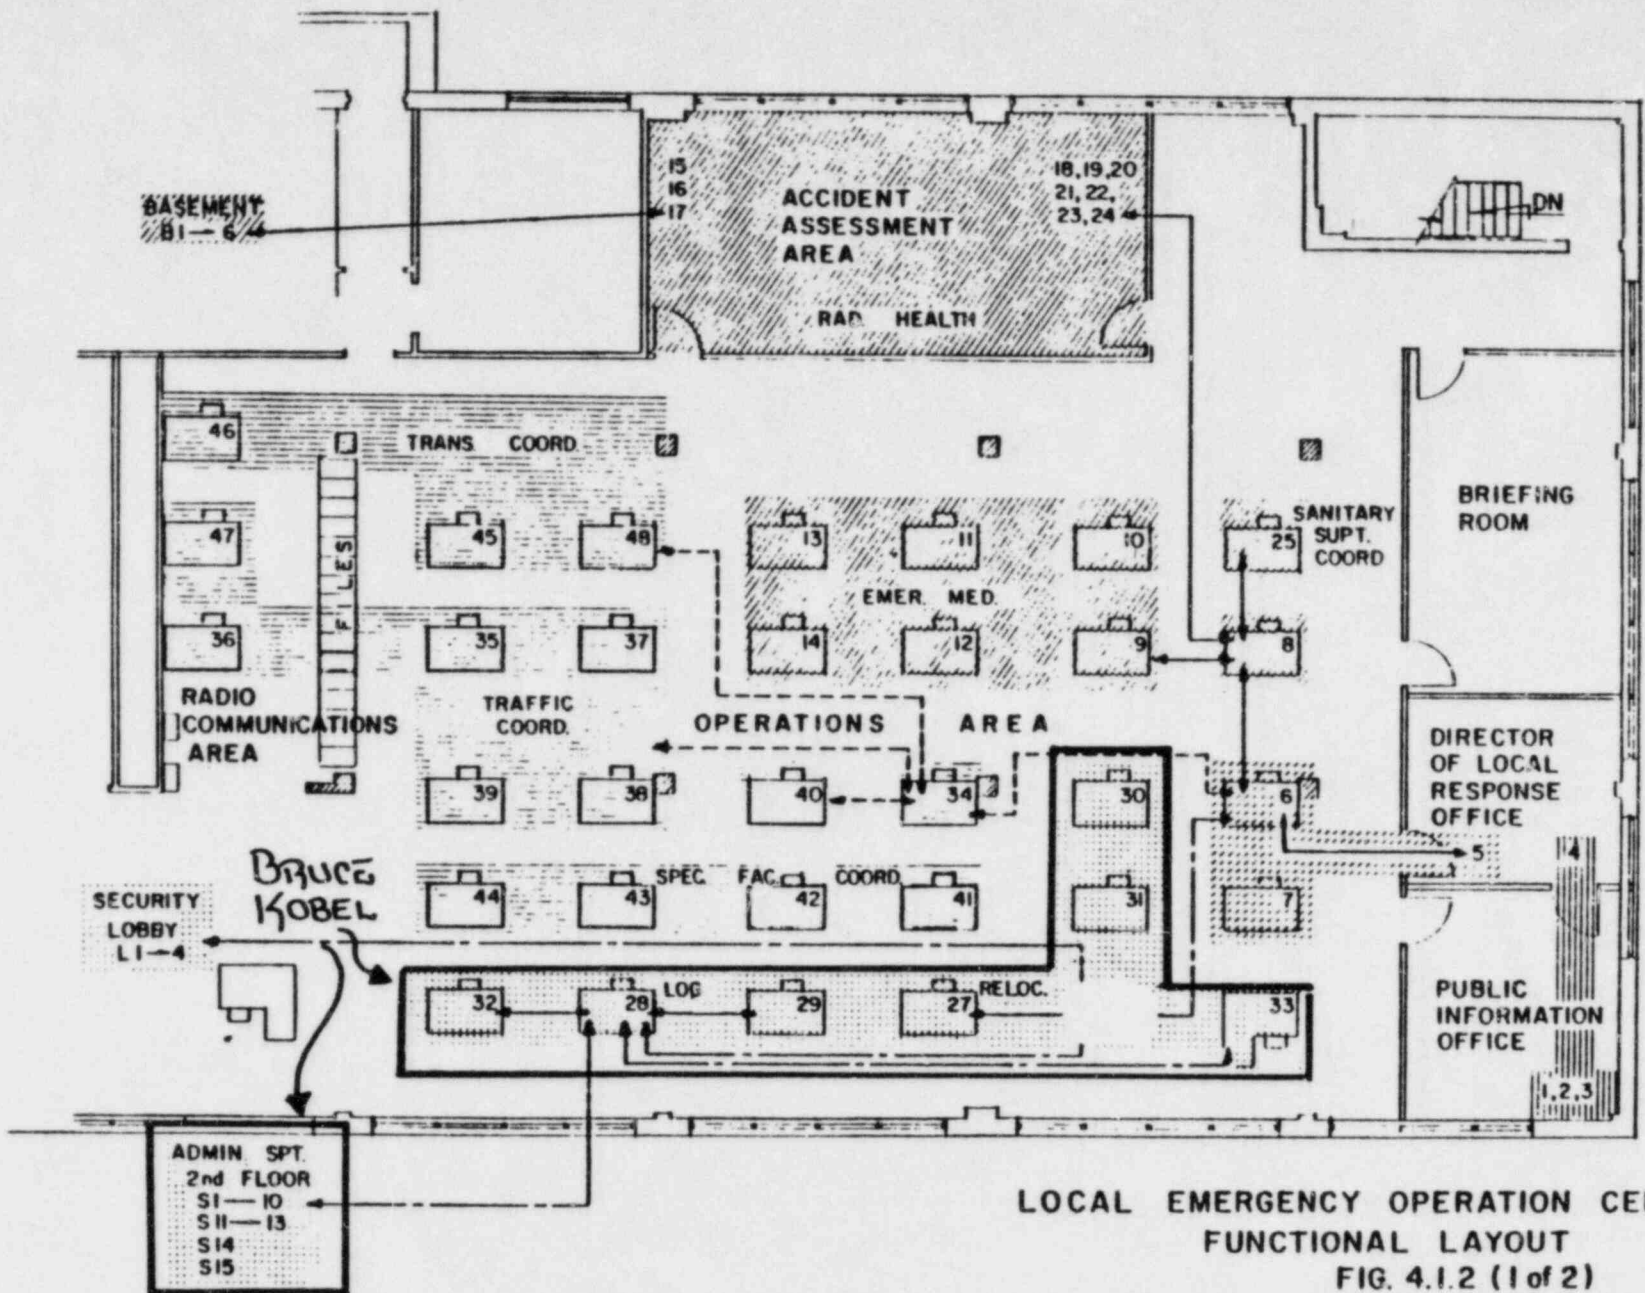 BASEMENT
B1→6
15
16
17
ACCIDENT
ASSESSMENT
AREA
18,19,20
21,22,
23,24
RAD. HEALTH
DN
46
TRANS. COORD.
47
45
48
13
11
10
25
SANITARY
SUPT.
COORD
BRIEFING
ROOM
FILES
EMER. MED.
36
35
37
14
12
9
8
RADIO
COMMUNICATIONS
AREA
TRAFFIC
COORD.
OPERATIONS AREA
DIRECTOR
OF LOCAL
RESPONSE
OFFICE
39
38
40
34
30
6
5
4
BRUCE
KOBEL
SPEC. FAC. COORD.
44
43
42
41
31
7
SECURITY
LOBBY
L1→4
32
28
LOG
29
27
RELOC.
33
PUBLIC
INFORMATION
OFFICE
1,2,3
ADMIN. SPT.
2nd FLOOR
S1—10
S11—13
S14
S15
LOCAL EMERGENCY OPERATION
FUNCTIONAL LAYOUT
FIG. 4.1.2 (1 of 2)